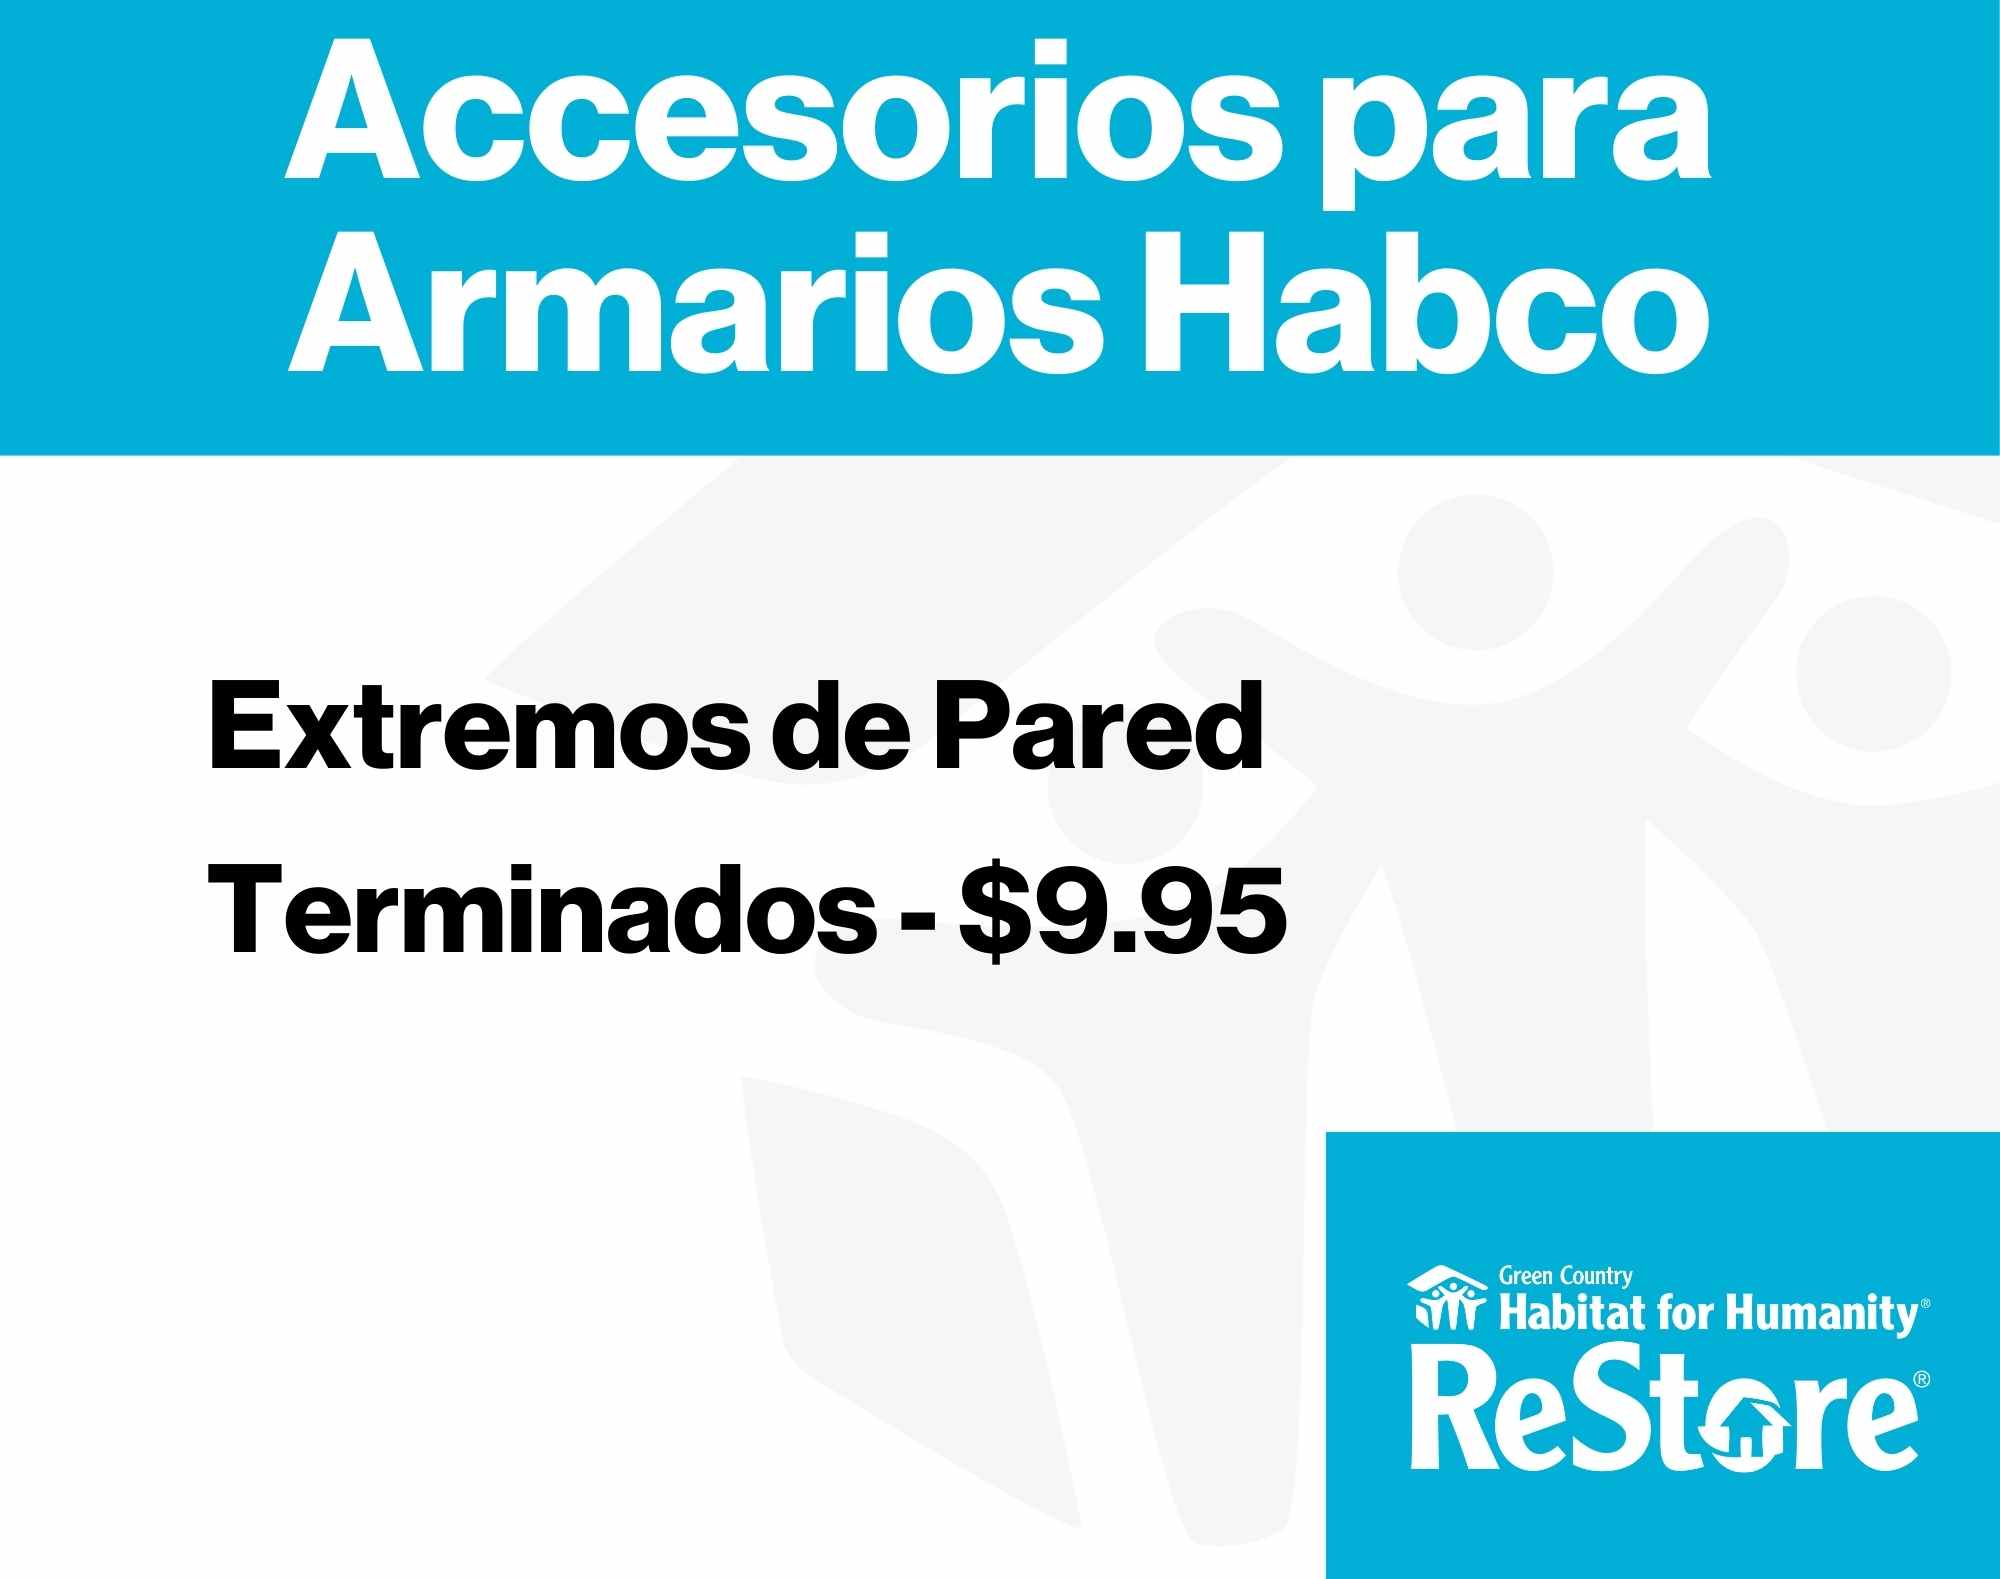 Accesorios para
Armarios Habco
Extremos de Pared
Terminados - $9.95
Green Country
Habitat for Humanity®
ReStore®